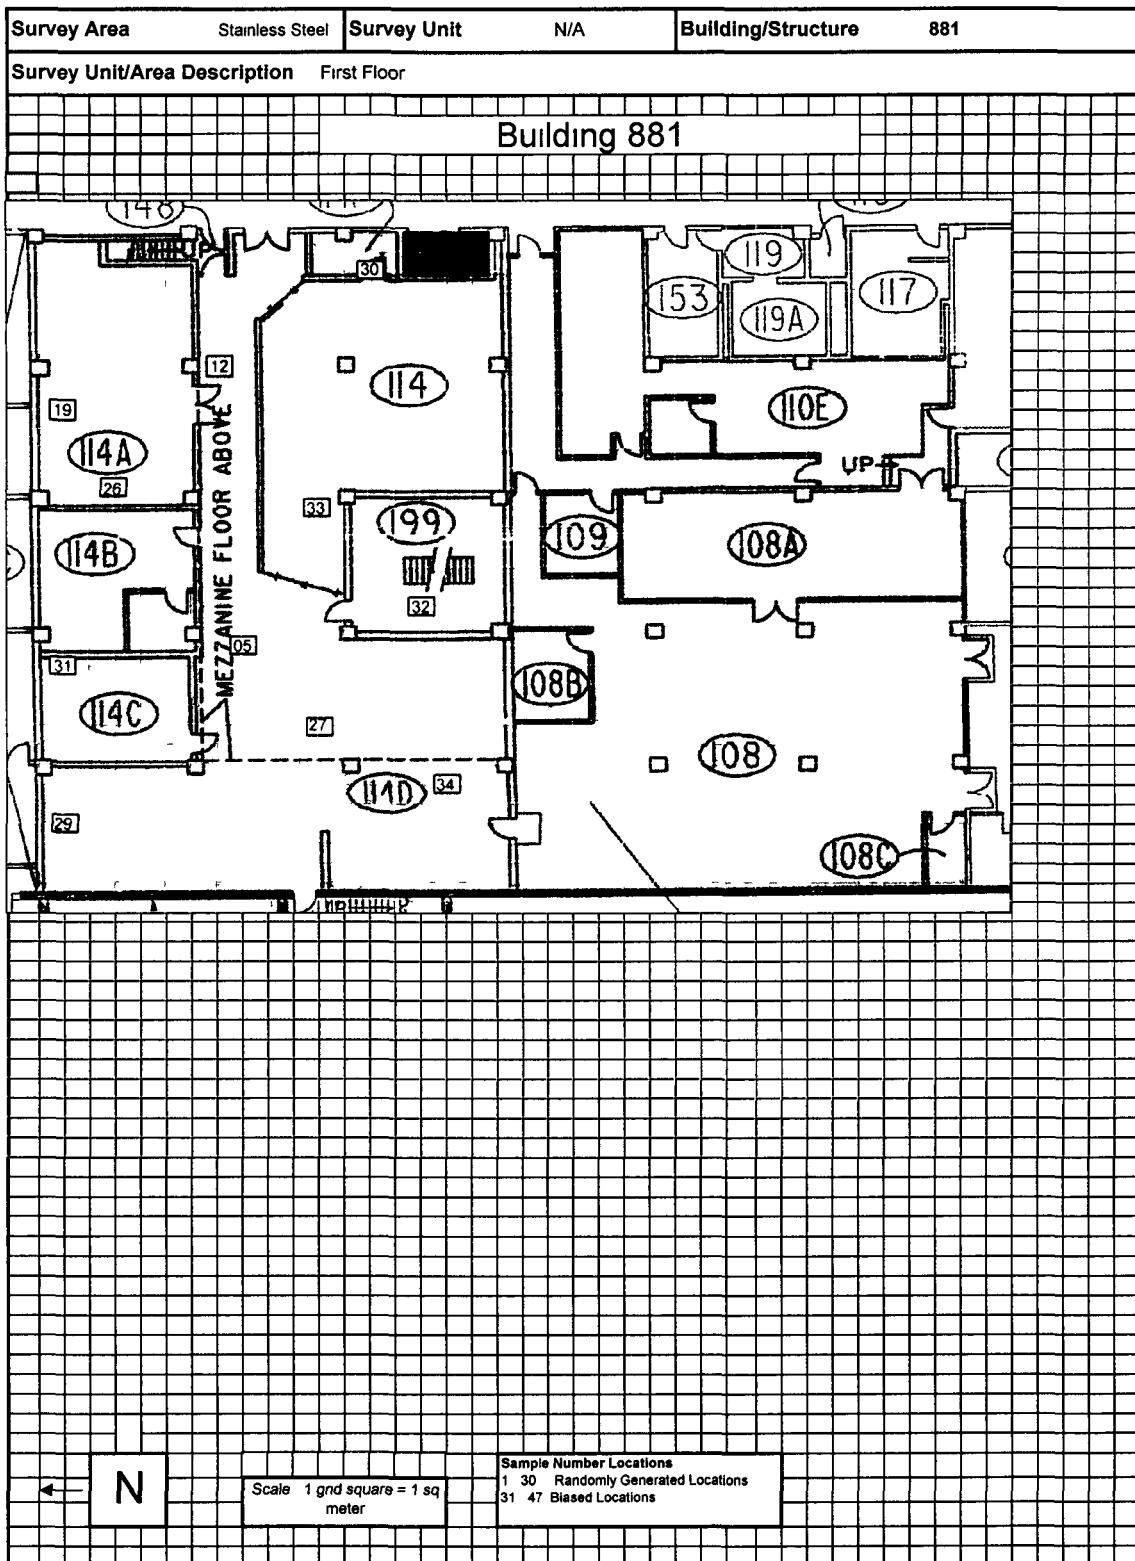 Survey Area Stainless Steel Survey Unit N/A Building/Structure 881
Survey Unit/Area Description First Floor
Building 881
148
30
119
153
119A
117
12
114
19
110E
114A
MEZZANINE FLOOR ABOVE
UP
26
33
199
109
108A
114B
32
05
31
108B
114C
27
108
114D
34
29
108C
N
Scale 1 grid square = 1 sq
meter
Sample Number Locations
1 30 Randomly Generated Locations
31 47 Biased Locations